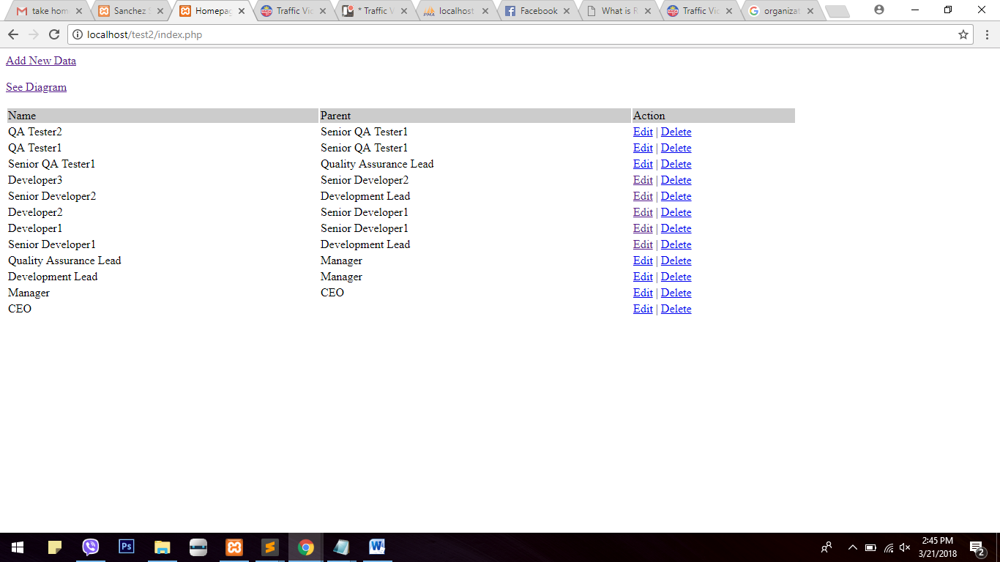 take hom
Sanchez
Homepag
Traffic Vio
* Traffic V
localhost
Facebook
What is R
Traffic Vio
organizat
localhost/test2/index.php
Add New Data
See Diagram
Name Parent Action
QA Tester2 Senior QA Tester1 Edit | Delete
QA Tester1 Senior QA Tester1 Edit | Delete
Senior QA Tester1 Quality Assurance Lead Edit | Delete
Developer3 Senior Developer2 Edit | Delete
Senior Developer2 Development Lead Edit | Delete
Developer2 Senior Developer1 Edit | Delete
Developer1 Senior Developer1 Edit | Delete
Senior Developer1 Development Lead Edit | Delete
Quality Assurance Lead Manager Edit | Delete
Development Lead Manager Edit | Delete
Manager CEO Edit | Delete
CEO Edit | Delete
Ps
2:45 PM
3/21/2018
2